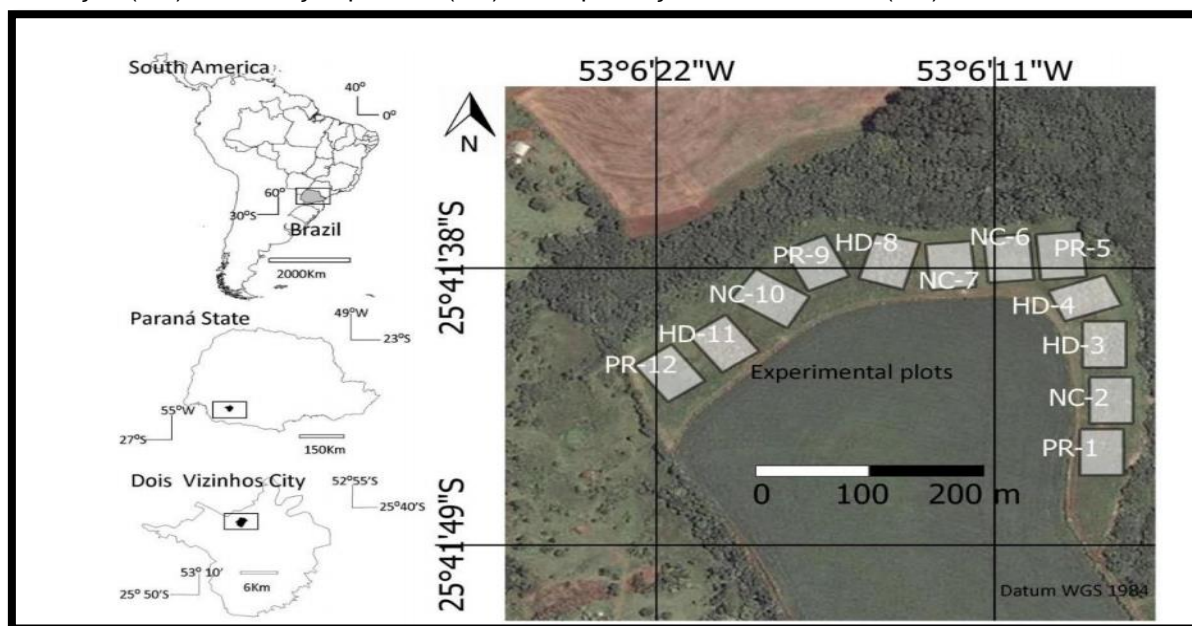 South America
40°
0°
60°
30°S
Brazil
2000Km
Paraná State
49°W
23°S
55°W
27°S
150Km
Dois Vizinhos City
52°55'S
25°40'S
53°10'
25°50'S
6Km
N
53°6'22"W
53°6'11"W
25°41'38"S
25°41'49"S
PR-9
HD-8
NC-7
NC-6
PR-5
NC-10
HD-4
HD-11
HD-3
PR-12
NC-2
PR-1
Experimental plots
0 100 200 m
Datum WGS 1984